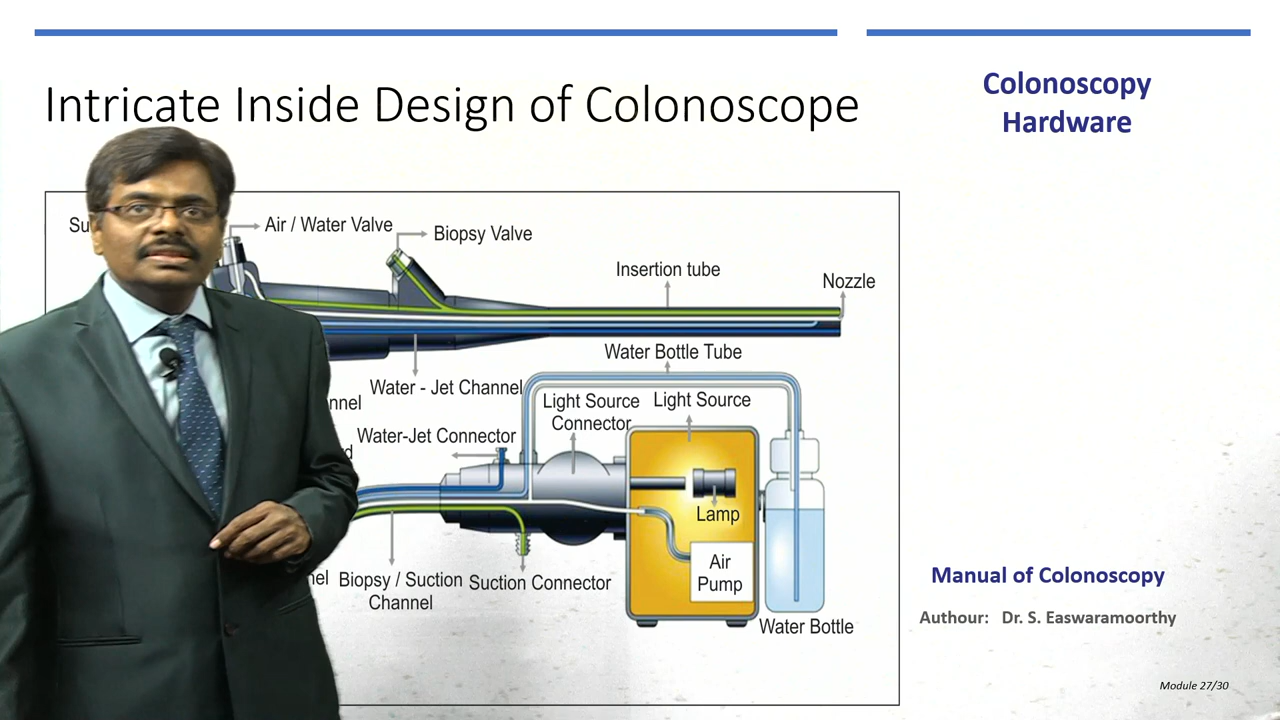 Intricate Inside Design of Colonoscope
Colonoscopy
Hardware
Air / Water Valve
Biopsy Valve
Insertion tube
Nozzle
Water Bottle Tube
Water - Jet Channel
Light Source
Connector
Light Source
Water-Jet Connector
Lamp
Air
Pump
Biopsy / Suction
Channel
Suction Connector
Water Bottle
Manual of Colonoscopy
Authour: Dr. S. Easwaramoorthy
Module 27/30